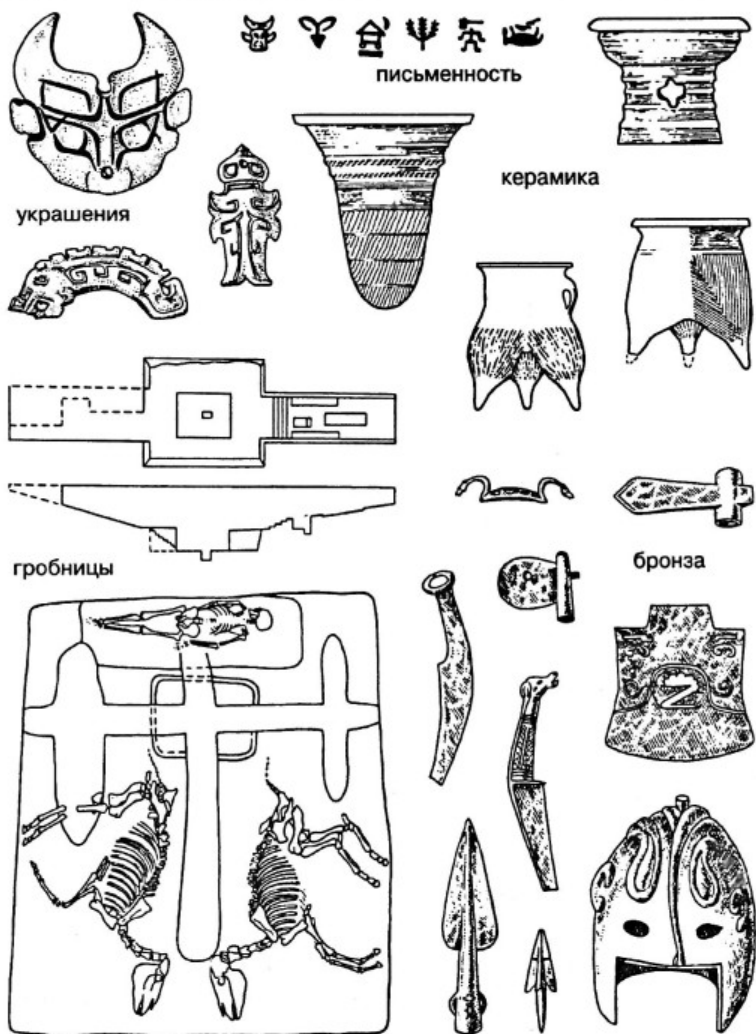 письменность
керамика
украшения
гробницы
бронза